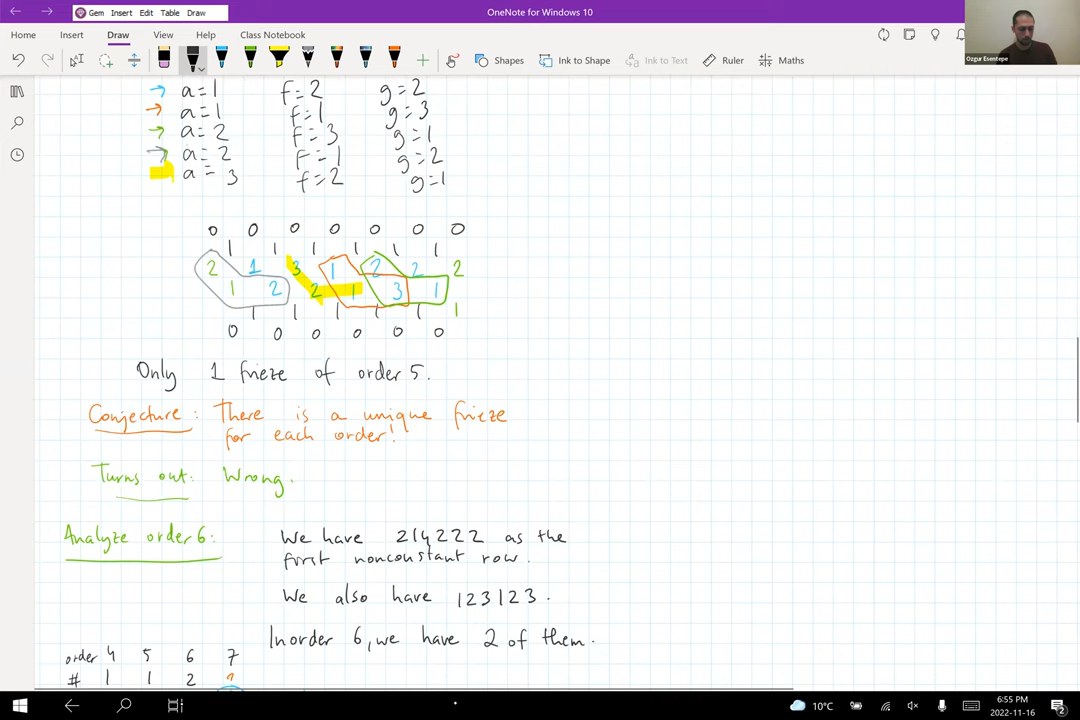 Gem Insert Edit Table Draw
OneNote for Windows 10
Ozgur Esentepe
Home Insert Draw View Help Class Notebook
Shapes Ink to Shape Ink to Text Ruler Maths
a=1 f=2 g=2
a=1 f=1 g=3
a=2 f=3 g=1
a=2 f=1 g=2
a=3 f=2 g=1
0 0 0 0 0 0 0
1 1 1 1 1 1
2 1 3 1 2 2 2
1 2 2 1 3 1
1 1 1 1 1 1
0 0 0 0 0 0
Only 1 frieze of order 5.
Conjecture: There is a unique frieze
for each order!
Turns out: Wrong.
Analyze order 6: We have 214222 as the
first nonconstant row.
We also have 123123.
In order 6, we have 2 of them.
order 4 5 6 7
# 1 1 2 ?
10°C
6:55 PM
2022-11-16
2